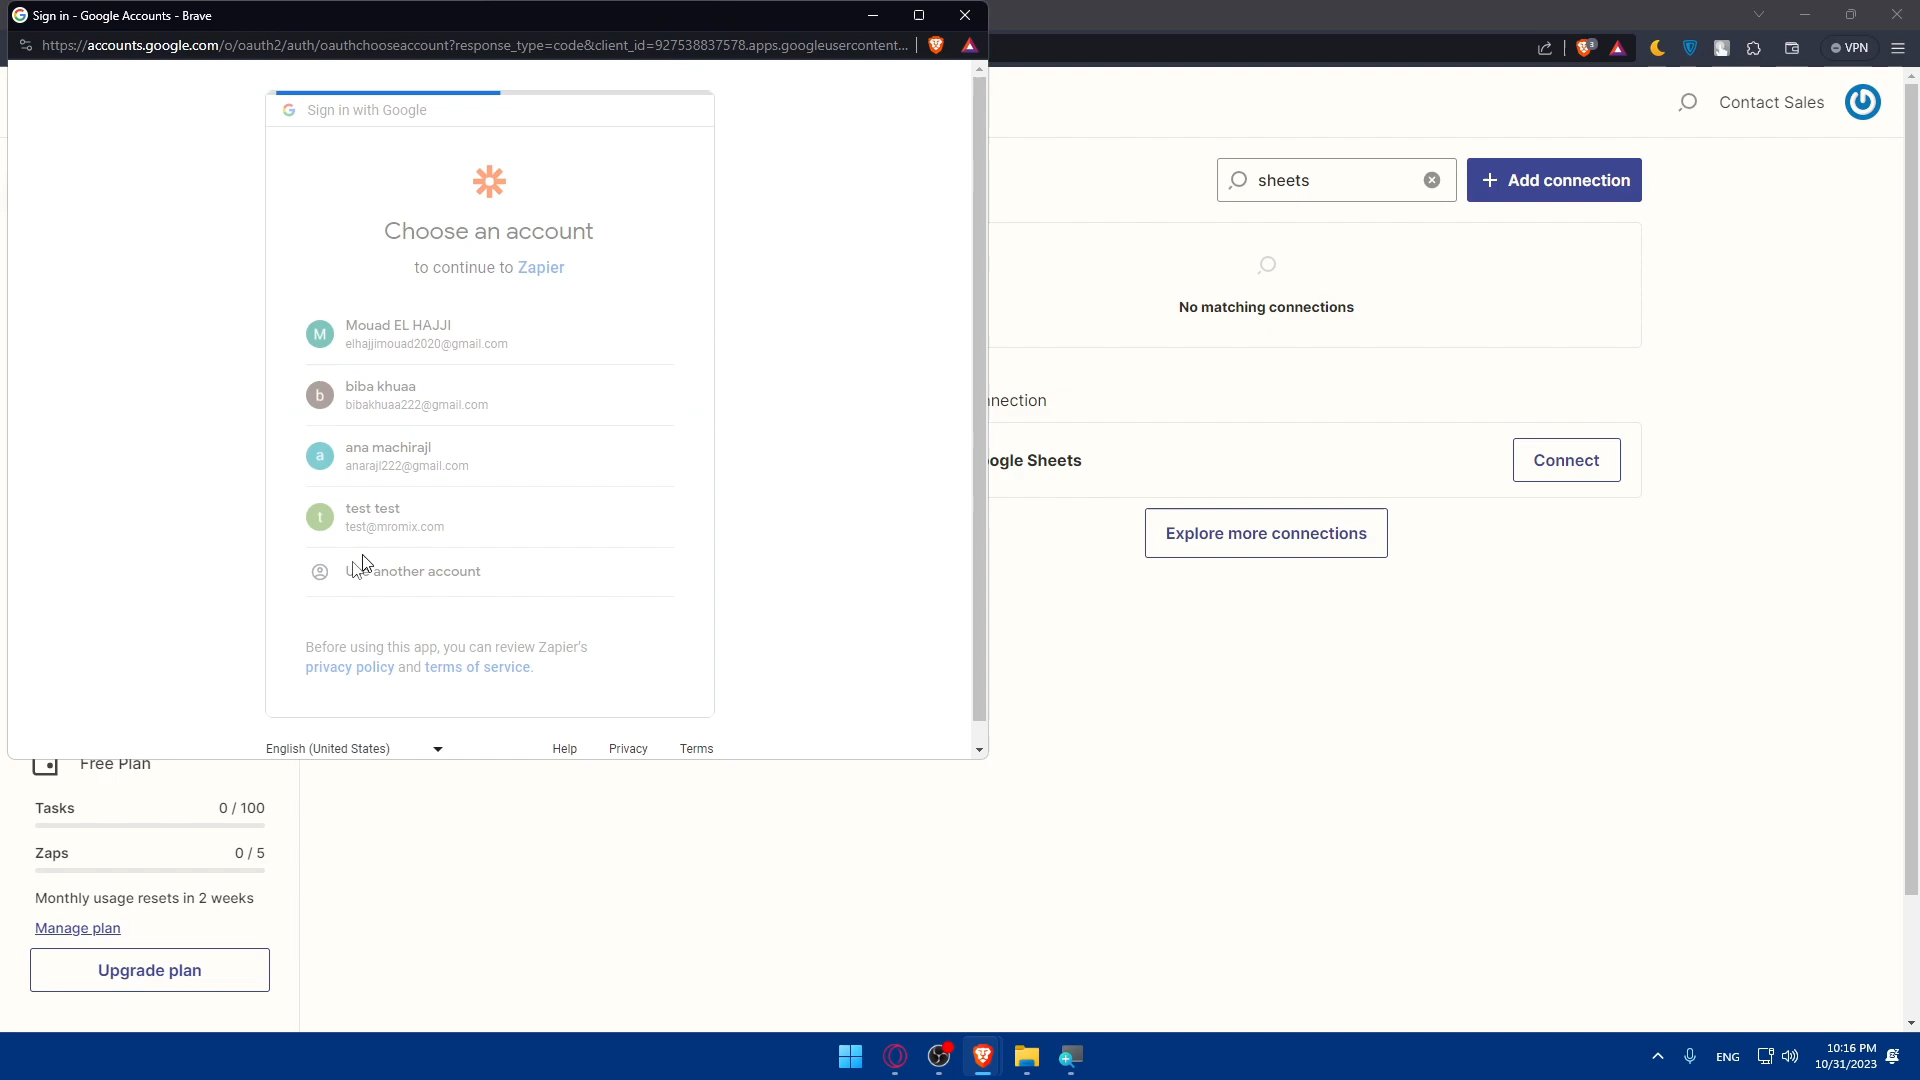 Sign in - Google Accounts - Brave
https://accounts.google.com/o/oauth2/auth/oauthchooseaccount?response_type=code&client_id=927538837578.apps.googleusercontent...
3
VPN
Sign in with Google
Contact Sales
Choose an account
to continue to Zapier
sheets
+ Add connection
M
Mouad EL HAJJI
elhajjimouad2020@gmail.com
No matching connections
b
biba khuaa
bibakhuaa222@gmail.com
nnection
a
ana machirajl
anarajl222@gmail.com
ogle Sheets
Connect
t
test test
test@mromix.com
Explore more connections
another account
Before using this app, you can review Zapier's
privacy policy and terms of service.
English (United States)
Help
Privacy
Terms
Free Plan
Tasks
0 / 100
Zaps
0 / 5
Monthly usage resets in 2 weeks
Manage plan
Upgrade plan
ENG
10:16 PM
10/31/2023